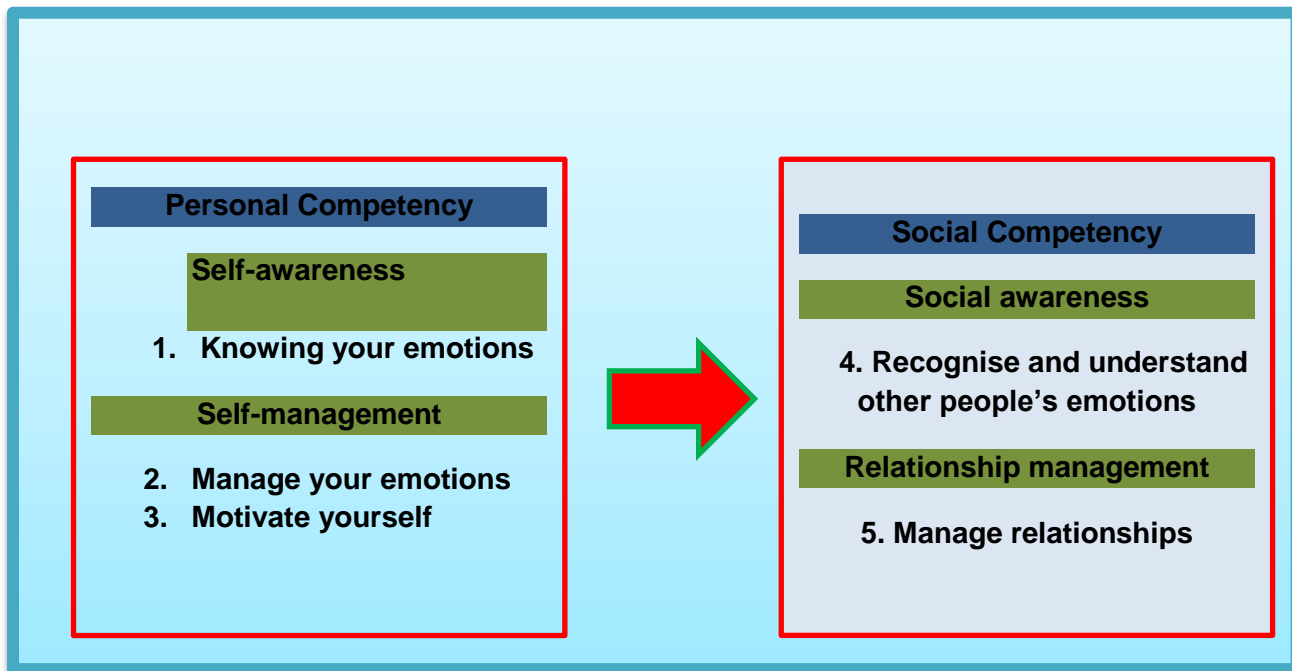 Personal Competency
Self-awareness
1. Knowing your emotions
Self-management
2. Manage your emotions
3. Motivate yourself
Social Competency
Social awareness
4. Recognise and understand
other people’s emotions
Relationship management
5. Manage relationships